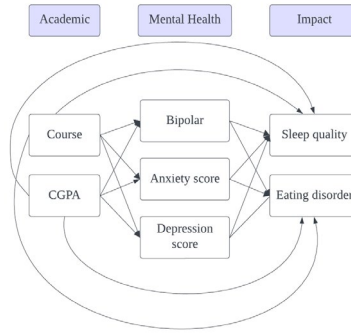 Academic
Mental Health
Impact
Course
CGPA
Bipolar
Anxiety score
Depression
score
Sleep quality
Eating disorder